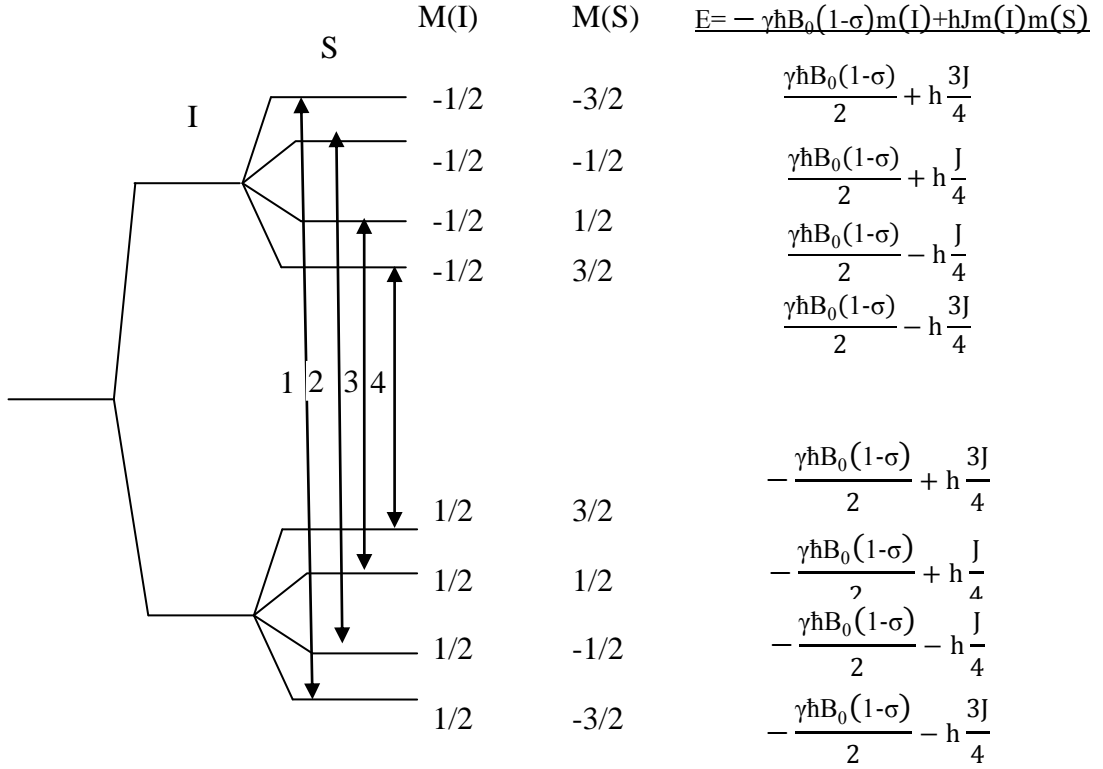 M(I) M(S) E= − γħB₀(1-σ)m(I)+hJm(I)m(S)
S
I
-1/2 -3/2 γħB₀(1-σ)/2 + h 3J/4
-1/2 -1/2 γħB₀(1-σ)/2 + h J/4
-1/2 1/2 γħB₀(1-σ)/2 − h J/4
-1/2 3/2 γħB₀(1-σ)/2 − h 3J/4
1 2 3 4
1/2 3/2 − γħB₀(1-σ)/2 + h 3J/4
1/2 1/2 − γħB₀(1-σ)/2 + h J/4
1/2 -1/2 − γħB₀(1-σ)/2 − h J/4
1/2 -3/2 − γħB₀(1-σ)/2 − h 3J/4